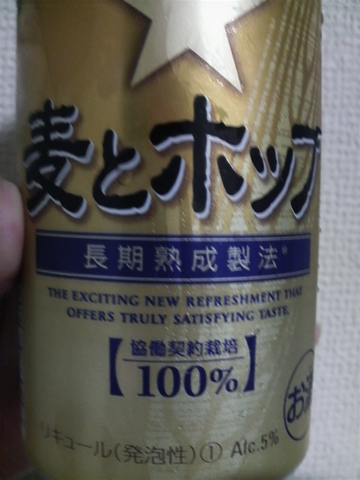 麦とホップ
長期熟成製法*
THE EXCITING NEW REFRESHMENT THAT
OFFERS TRULY SATISFYING TASTE.
協働契約栽培
【100%】
お酒
リキュール(発泡性)① Alc.5%